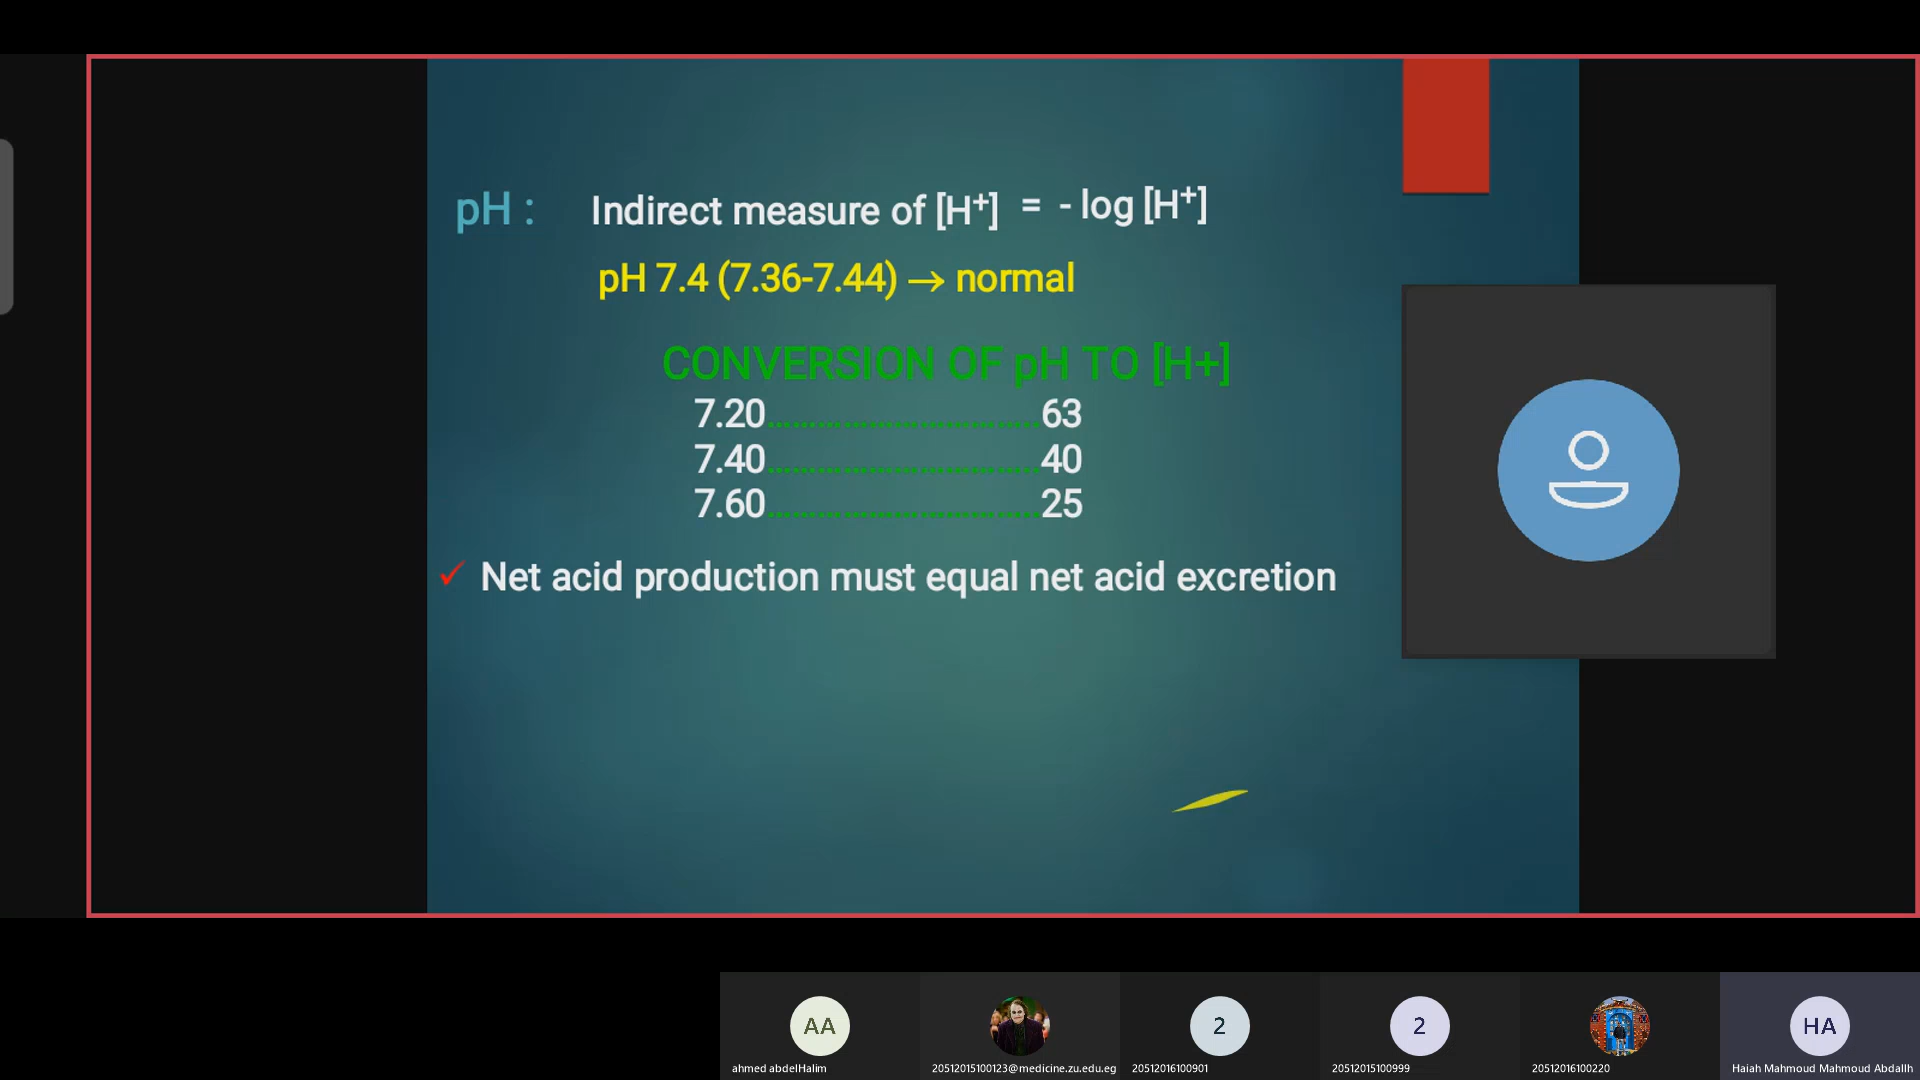 pH : Indirect measure of [H⁺] = - log [H⁺]
pH 7.4 (7.36-7.44) → normal
CONVERSION OF pH TO [H+]
7.20..............................63
7.40..............................40
7.60..............................25
✓ Net acid production must equal net acid excretion
AA
2
2
HA
ahmed abdelHalim
20512015100123@medicine.zu.edu.eg
20512016100901
20512015100999
20512016100220
Haiah Mahmoud Mahmoud Abdallh